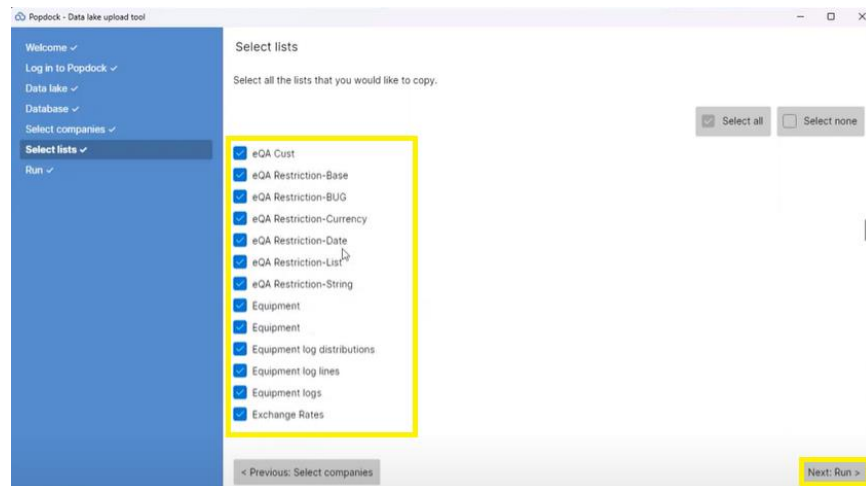 Popdock - Data lake upload tool
Welcome ✓
Log in to Popdock ✓
Data lake ✓
Database ✓
Select companies ✓
Select lists ✓
Run ✓
Select lists
Select all the lists that you would like to copy.
Select all
Select none
eQA Cust
eQA Restriction-Base
eQA Restriction-BUG
eQA Restriction-Currency
eQA Restriction-Date
eQA Restriction-List
eQA Restriction-String
Equipment
Equipment
Equipment log distributions
Equipment log lines
Equipment logs
Exchange Rates
< Previous: Select companies
Next: Run >